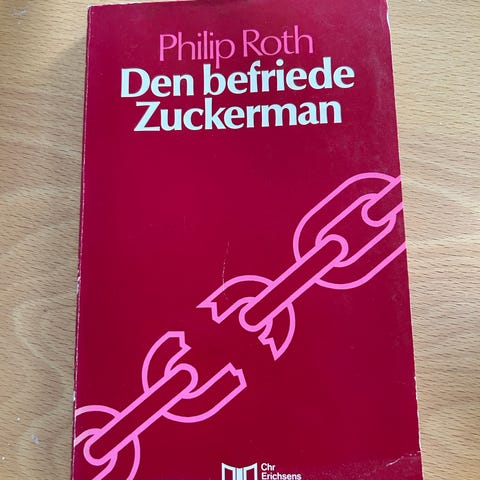 Philip Roth
Den befriede
Zuckerman
Chr
Erichsens